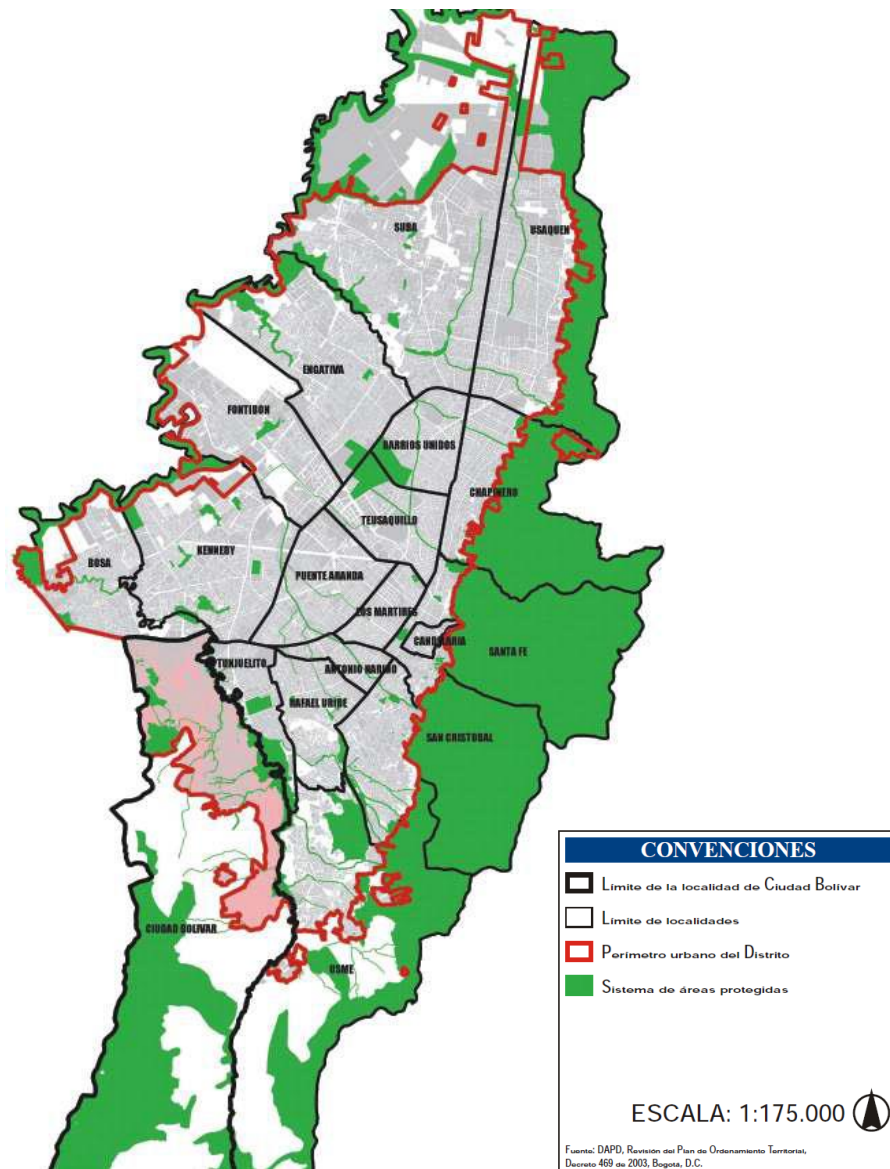 SUBA
USAQUEN
ENGATIVA
FONTIBON
BARRIOS UNIDOS
CHAPINERO
TEUSAQUILLO
KENNEDY
BOSA
PUENTE ARANDA
LOS MARTIRES
CANDELARIA
SANTA FE
TUNJUELITO
ANTONIO NARIÑO
RAFAEL URIBE
SAN CRISTOBAL
CIUDAD BOLIVAR
USME
CONVENCIONES
Límite de la localidad de Ciudad Bolívar
Límite de localidades
Perímetro urbano del Distrito
Sistema de áreas protegidas
ESCALA: 1:175.000
Fuente: DAPD, Revisión del Plan de Ordenamiento Territorial,
Decreto 469 de 2003, Bogotá, D.C.